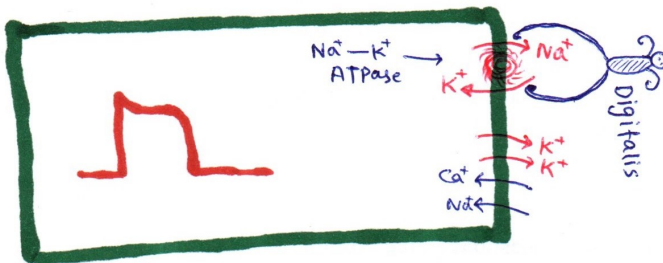 Na⁺–K⁺
ATPase
Na⁺
K⁺
K⁺
K⁺
Ca⁺
Na⁺
Digitalis